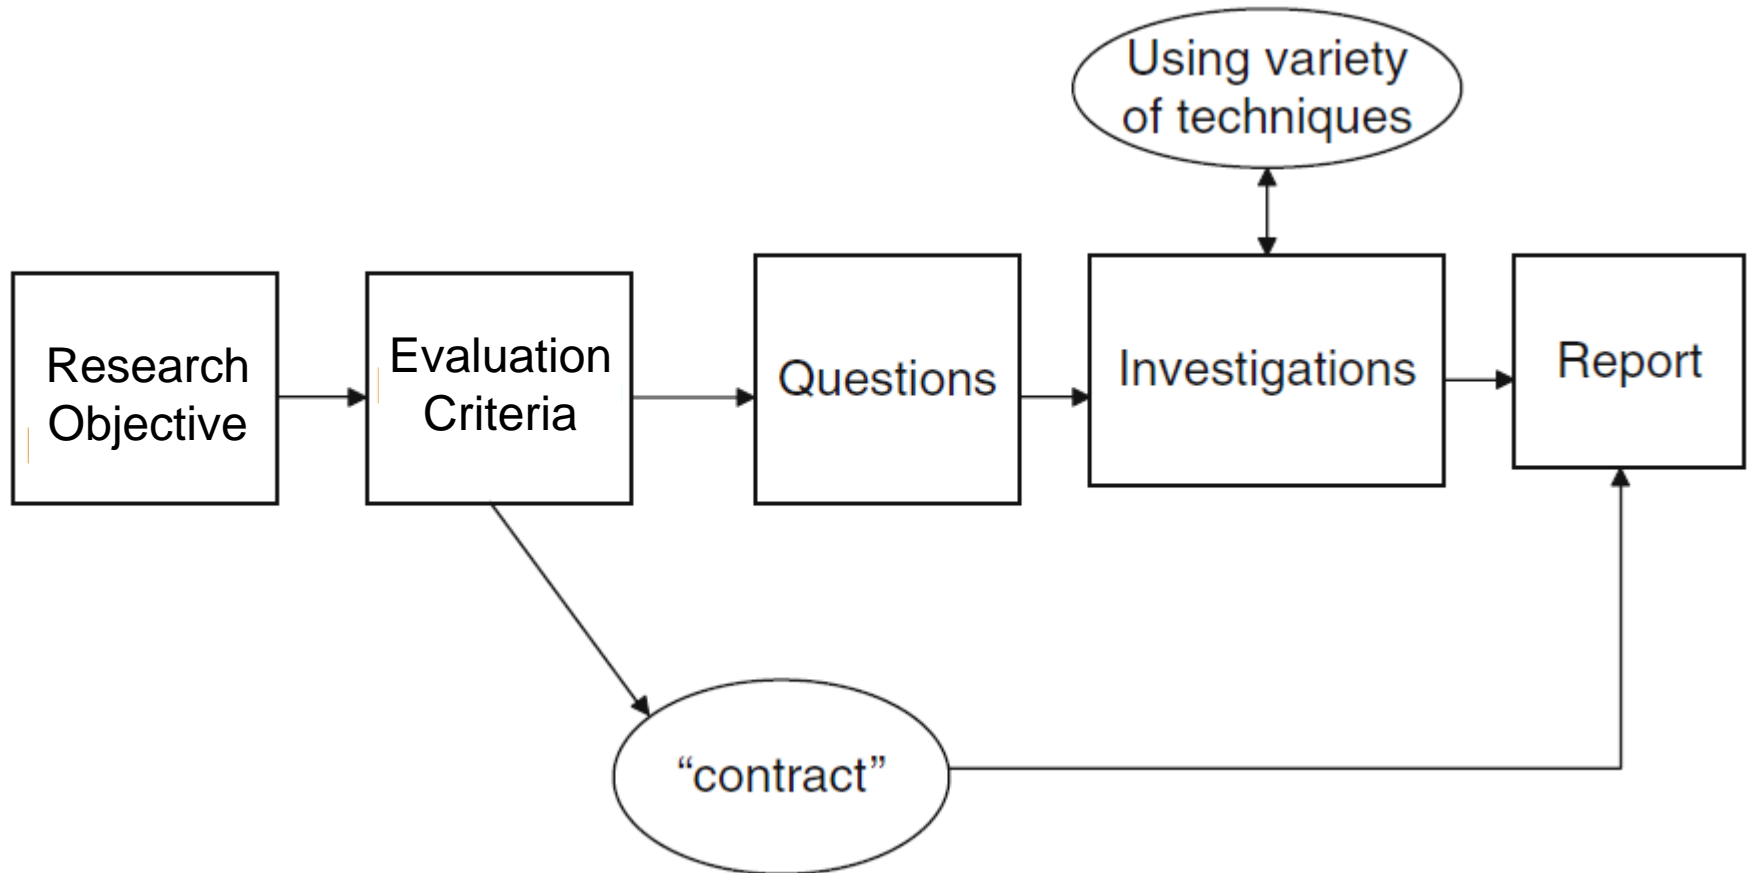 Using variety
of techniques
Research
Objective
Evaluation
Criteria
Questions
Investigations
Report
“contract”